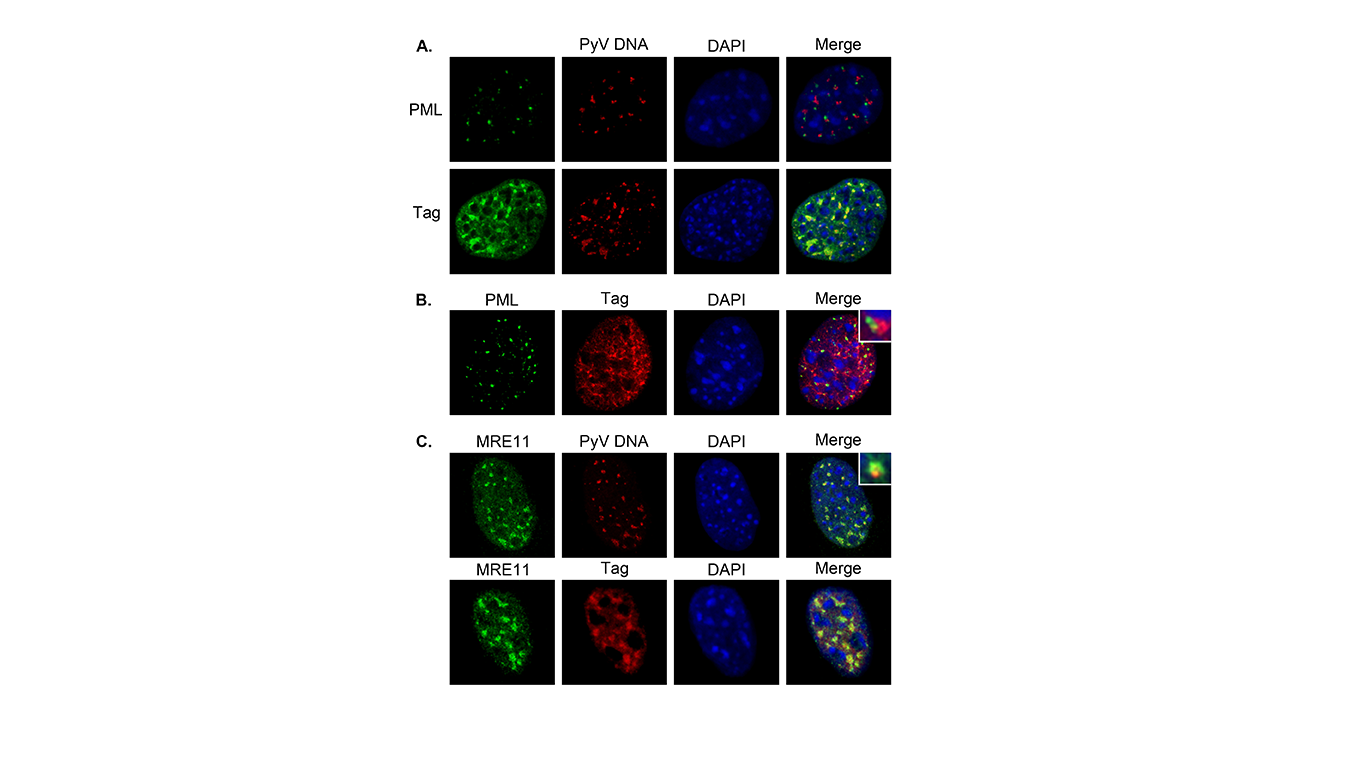 A. PyV DNA DAPI Merge
PML
Tag
B. PML Tag DAPI Merge
C. MRE11 PyV DNA DAPI Merge
MRE11 Tag DAPI Merge